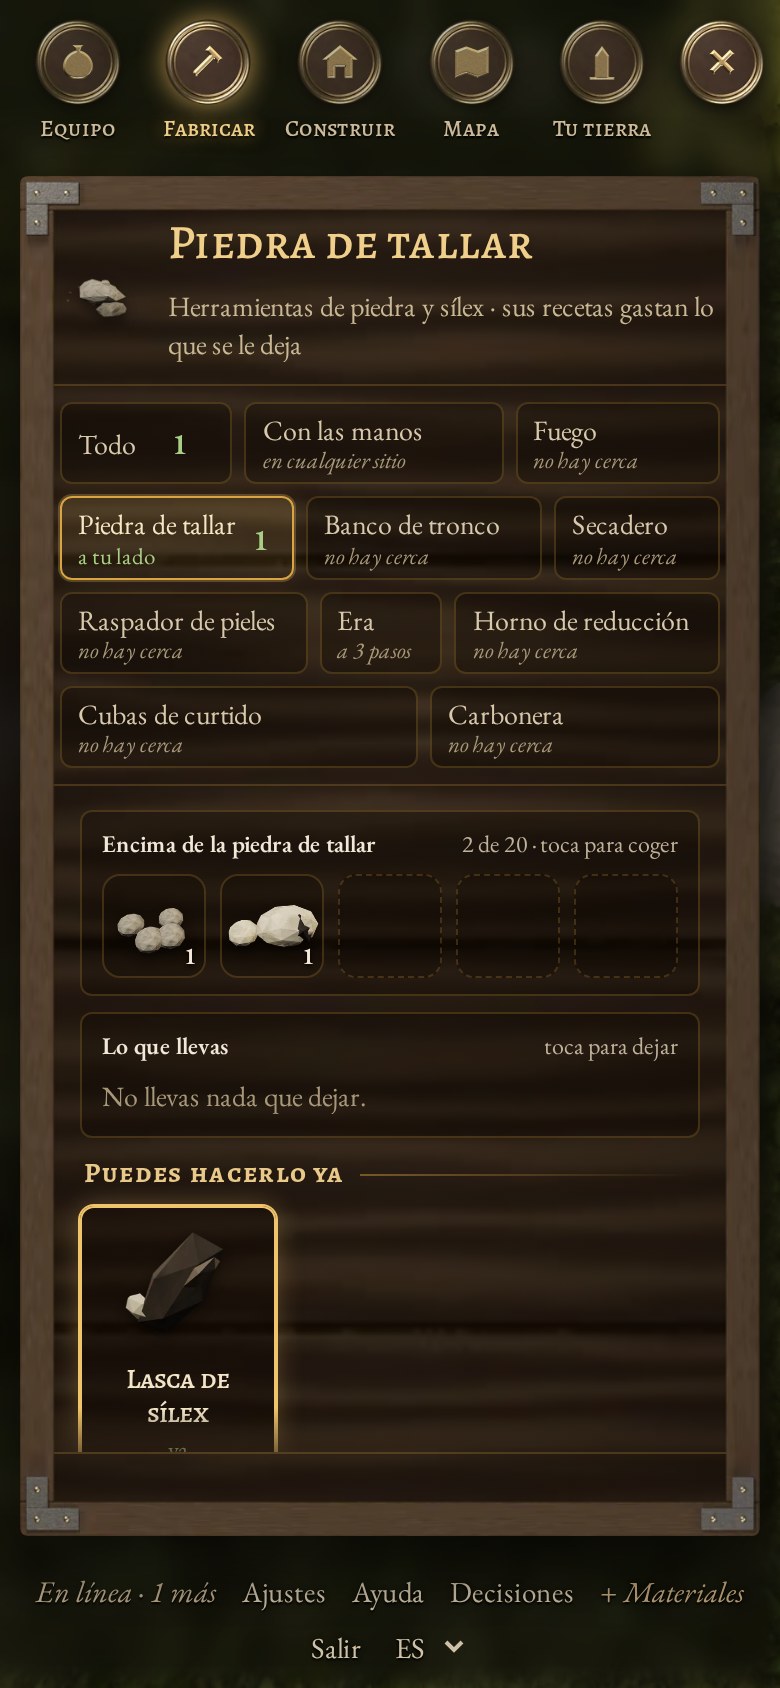 Equipo
Fabricar
Construir
Mapa
Tu tierra
Piedra de tallar
Herramientas de piedra y sílex · sus recetas gastan lo
que se le deja
Todo 1
Con las manos
en cualquier sitio
Fuego
no hay cerca
Piedra de tallar
a tu lado
1
Banco de tronco
no hay cerca
Secadero
no hay cerca
Raspador de pieles
no hay cerca
Era
a 3 pasos
Horno de reducción
no hay cerca
Cubas de curtido
no hay cerca
Carbonera
no hay cerca
Encima de la piedra de tallar
2 de 20 · toca para coger
1
1
Lo que llevas
toca para dejar
No llevas nada que dejar.
Puedes hacerlo ya
Lasca de
sílex
En línea · 1 más
Ajustes
Ayuda
Decisiones
+ Materiales
Salir
ES